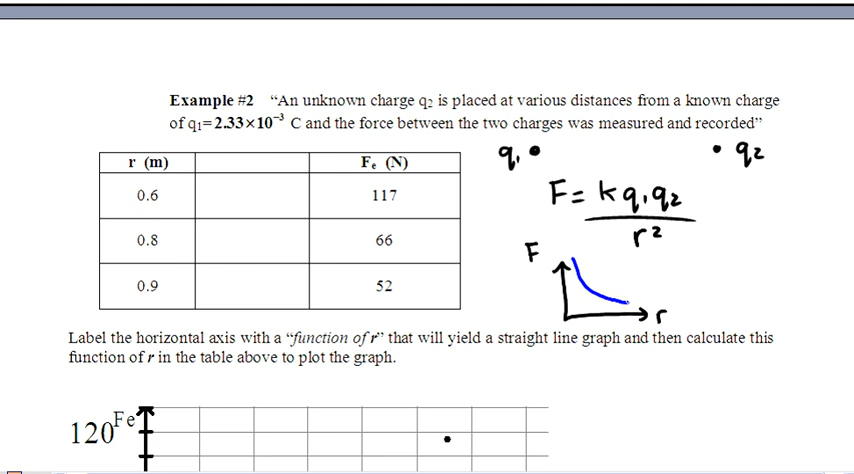 Example #2 "An unknown charge q2 is placed at various distances from a known charge
of q1=2.33×10⁻³ C and the force between the two charges was measured and recorded"
r (m) Fe (N)
0.6 117
0.8 66
0.9 52
q₁ q₂
F = kq₁q₂
r²
F
r
Label the horizontal axis with a "function of r" that will yield a straight line graph and then calculate this
function of r in the table above to plot the graph.
Fe
120